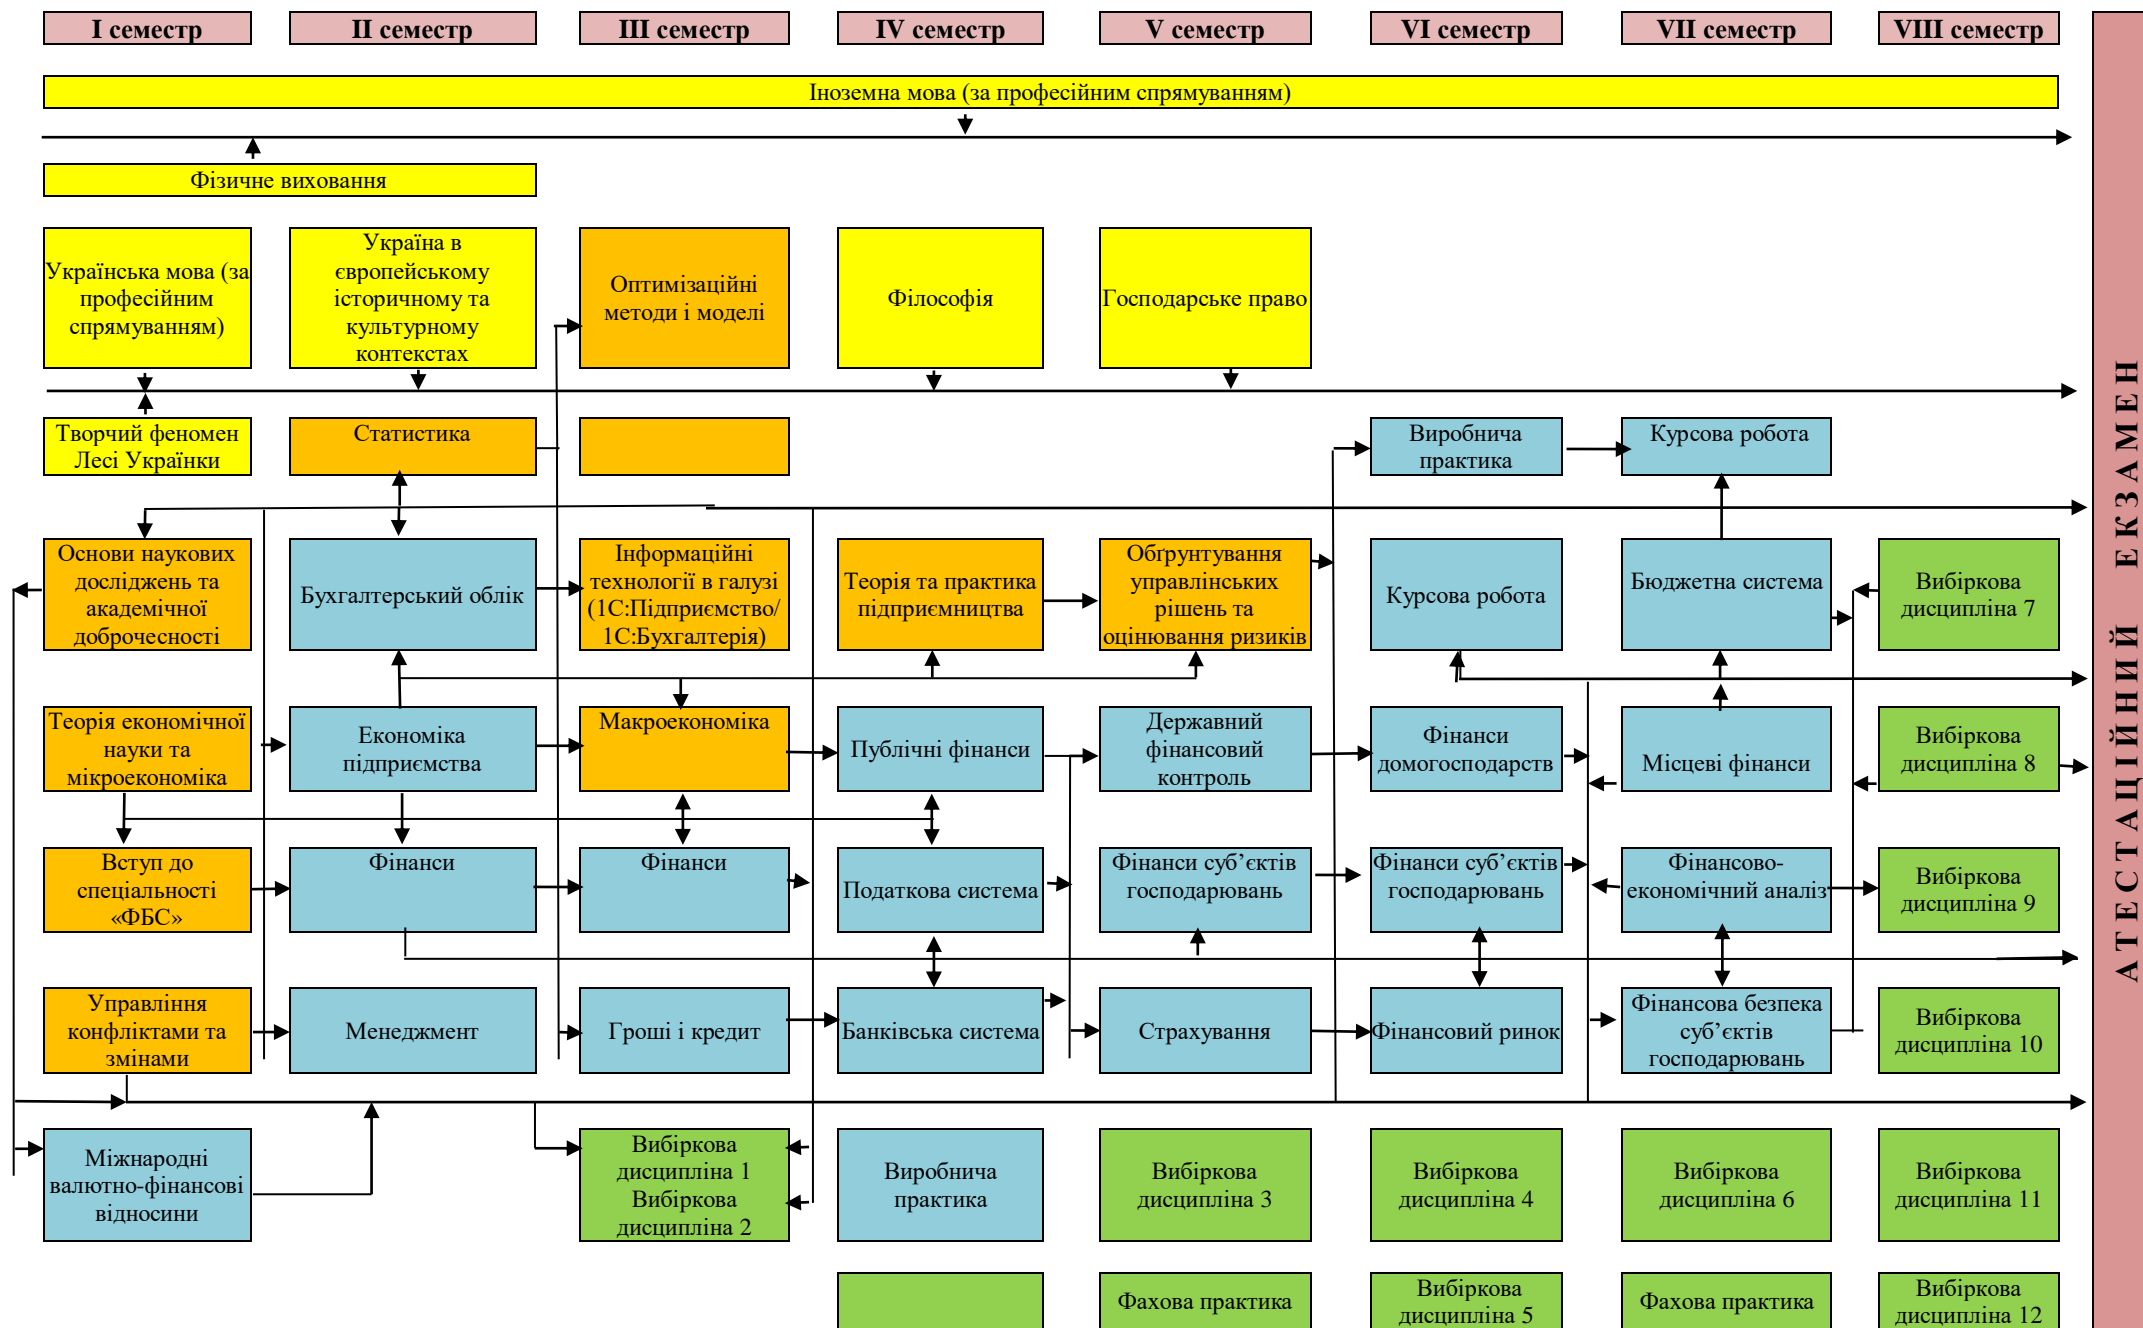 I семестр
II семестр
III семестр
IV семестр
V семестр
VI семестр
VII семестр
VIII семестр
Іноземна мова (за професійним спрямуванням)
Фізичне виховання
Українська мова (за
професійним
спрямуванням)
Україна в
європейському
історичному та
культурному
контекстах
Оптимізаційні
методи і моделі
Філософія
Господарське право
Творчий феномен
Лесі Українки
Статистика
Виробнича
практика
Курсова робота
Основи наукових
досліджень та
академічної
доброчесності
Бухгалтерський облік
Інформаційні
технології в галузі
(1С:Підприємство/
1С:Бухгалтерія)
Теорія та практика
підприємництва
Обґрунтування
управлінських
рішень та
оцінювання ризиків
Курсова робота
Бюджетна система
Вибіркова
дисципліна 7
Теорія економічної
науки та
мікроекономіка
Економіка
підприємства
Макроекономіка
Публічні фінанси
Державний
фінансовий
контроль
Фінанси
домогосподарств
Місцеві фінанси
Вибіркова
дисципліна 8
Вступ до
спеціальності
«ФБС»
Фінанси
Фінанси
Податкова система
Фінанси суб’єктів
господарювань
Фінанси суб’єктів
господарювань
Фінансово-
економічний аналіз
Вибіркова
дисципліна 9
Управління
конфліктами та
змінами
Менеджмент
Гроші і кредит
Банківська система
Страхування
Фінансовий ринок
Фінансова безпека
суб’єктів
господарювань
Вибіркова
дисципліна 10
Міжнародні
валютно-фінансові
відносини
Вибіркова
дисципліна 1
Вибіркова
дисципліна 2
Виробнича
практика
Вибіркова
дисципліна 3
Вибіркова
дисципліна 4
Вибіркова
дисципліна 6
Вибіркова
дисципліна 11
Фахова практика
Вибіркова
дисципліна 5
Фахова практика
Вибіркова
дисципліна 12
АТЕСТАЦІЙНИЙ ЕКЗАМЕН